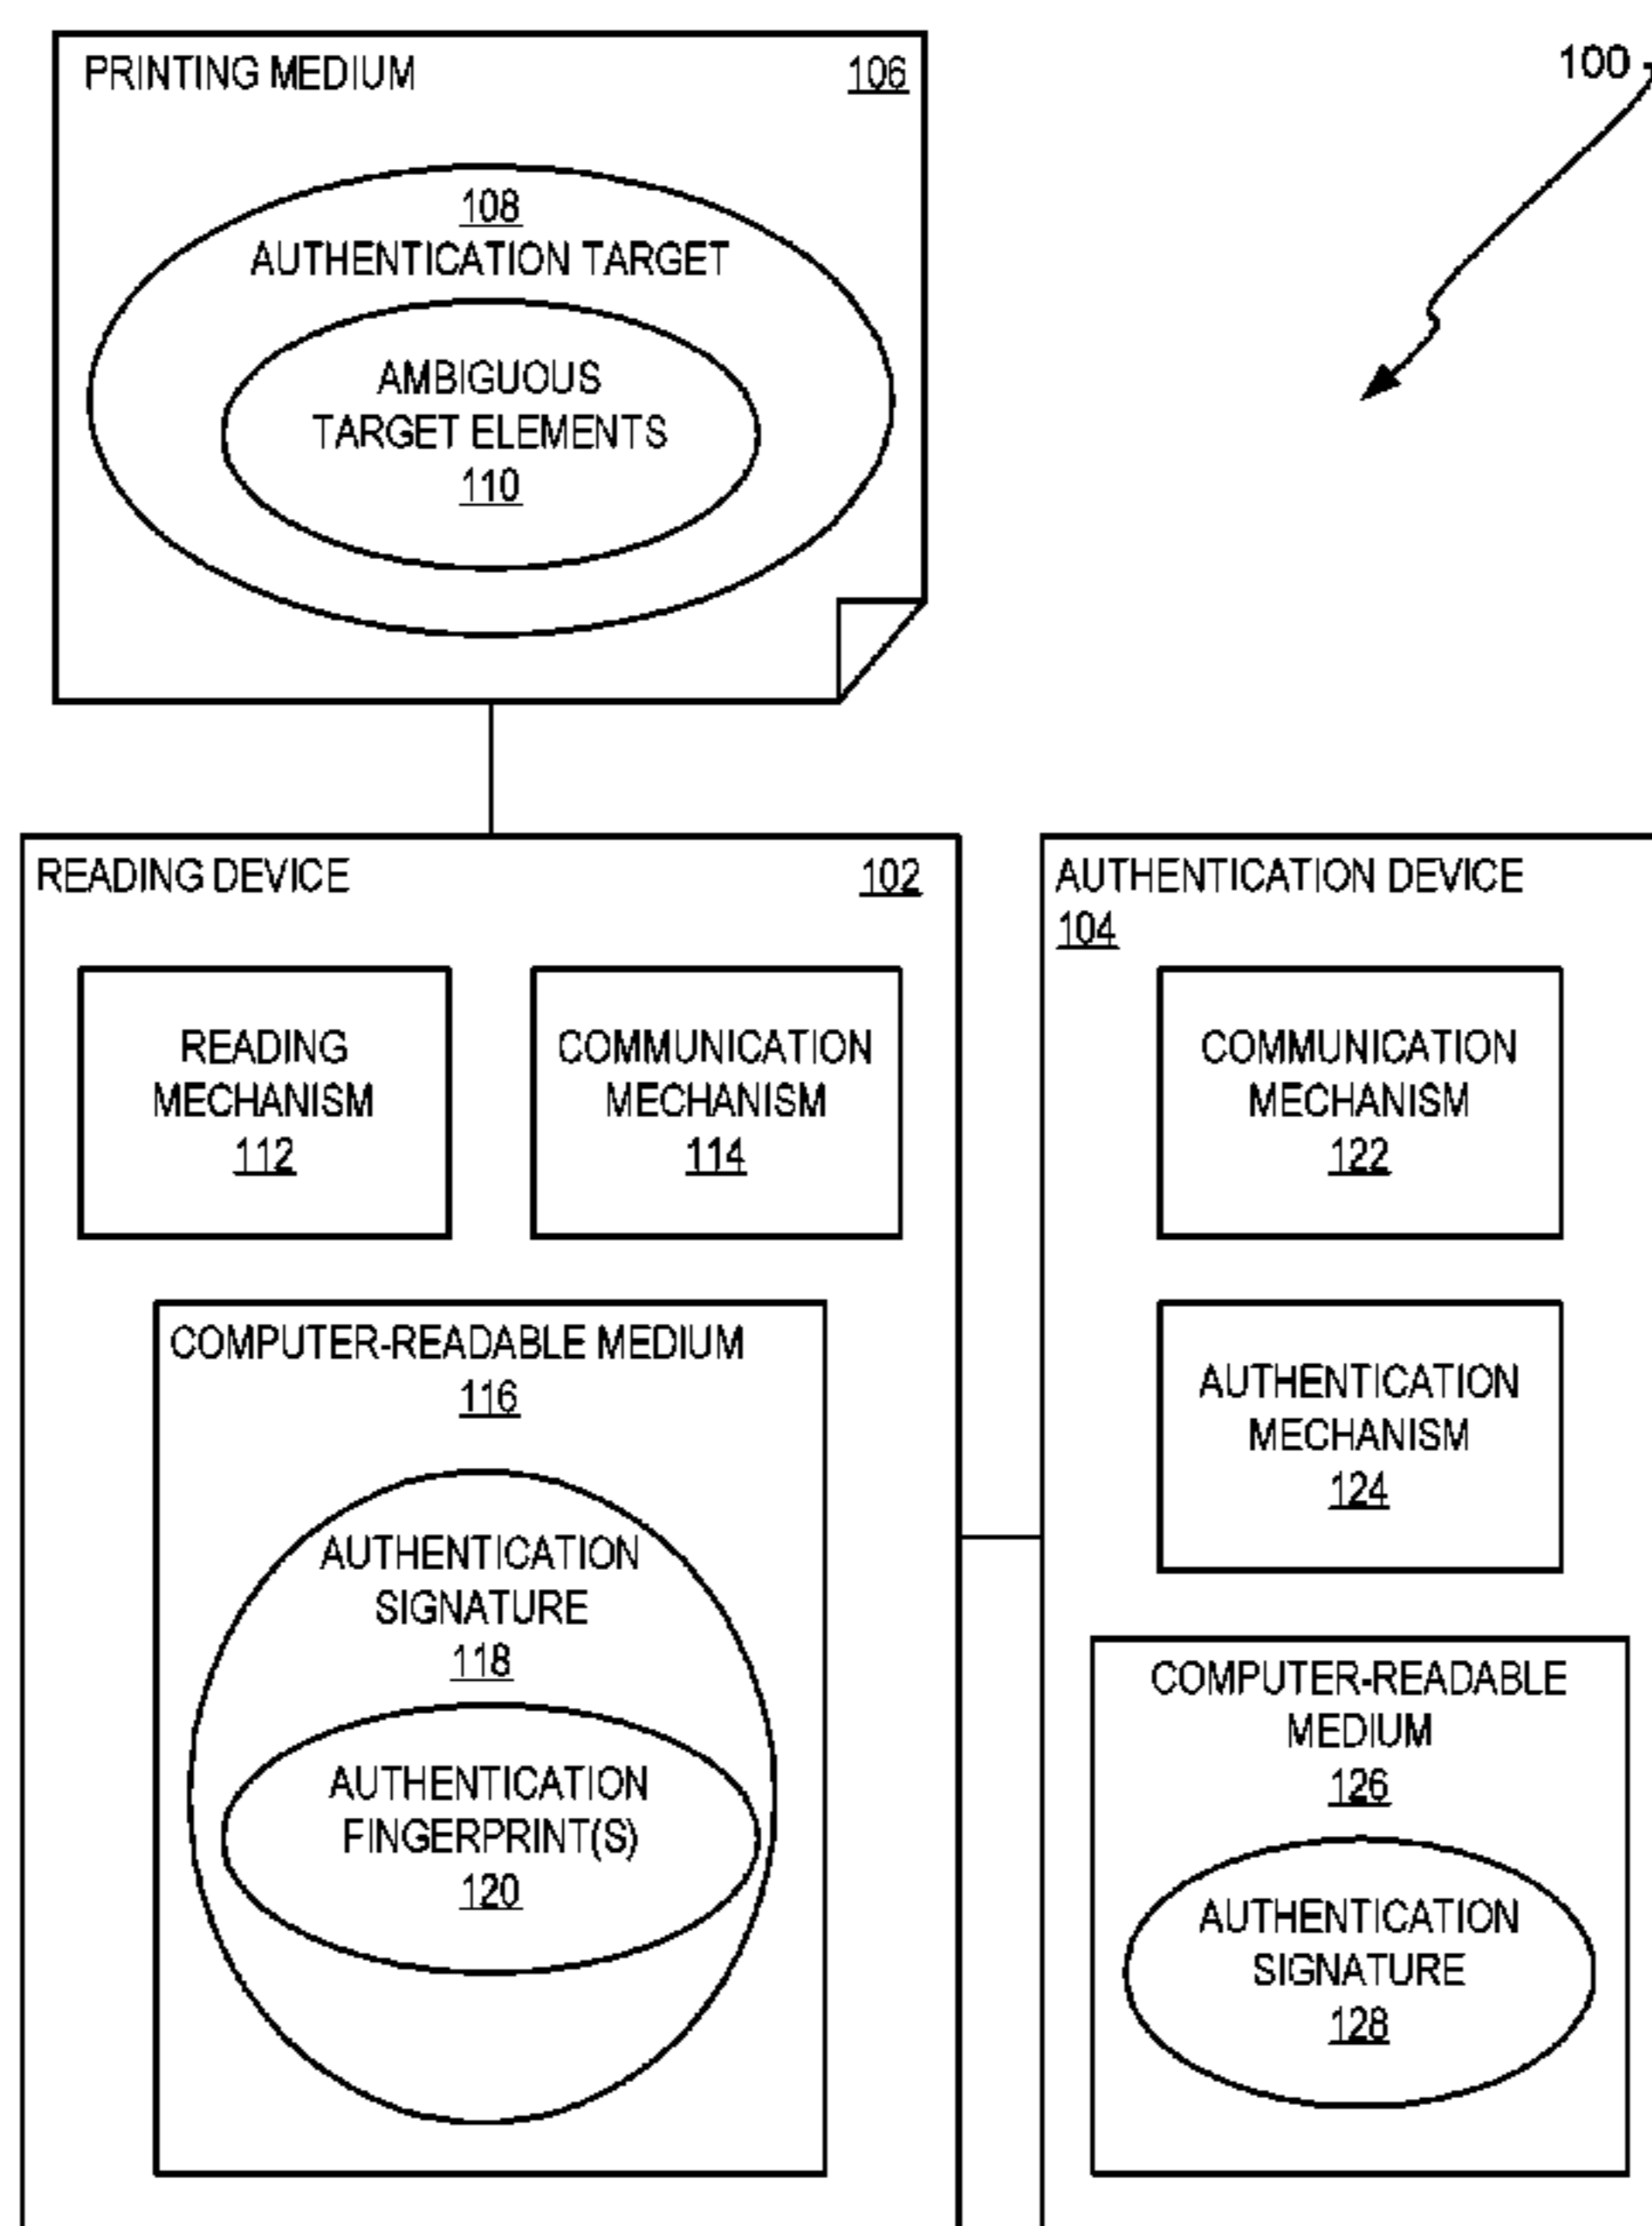 PRINTING MEDIUM 106
100
108
AUTHENTICATION TARGET
AMBIGUOUS
TARGET ELEMENTS
110
READING DEVICE 102
READING
MECHANISM
112
COMMUNICATION
MECHANISM
114
COMPUTER-READABLE MEDIUM
116
AUTHENTICATION
SIGNATURE
118
AUTHENTICATION
FINGERPRINT(S)
120
AUTHENTICATION DEVICE
104
COMMUNICATION
MECHANISM
122
AUTHENTICATION
MECHANISM
124
COMPUTER-READABLE
MEDIUM
126
AUTHENTICATION
SIGNATURE
128